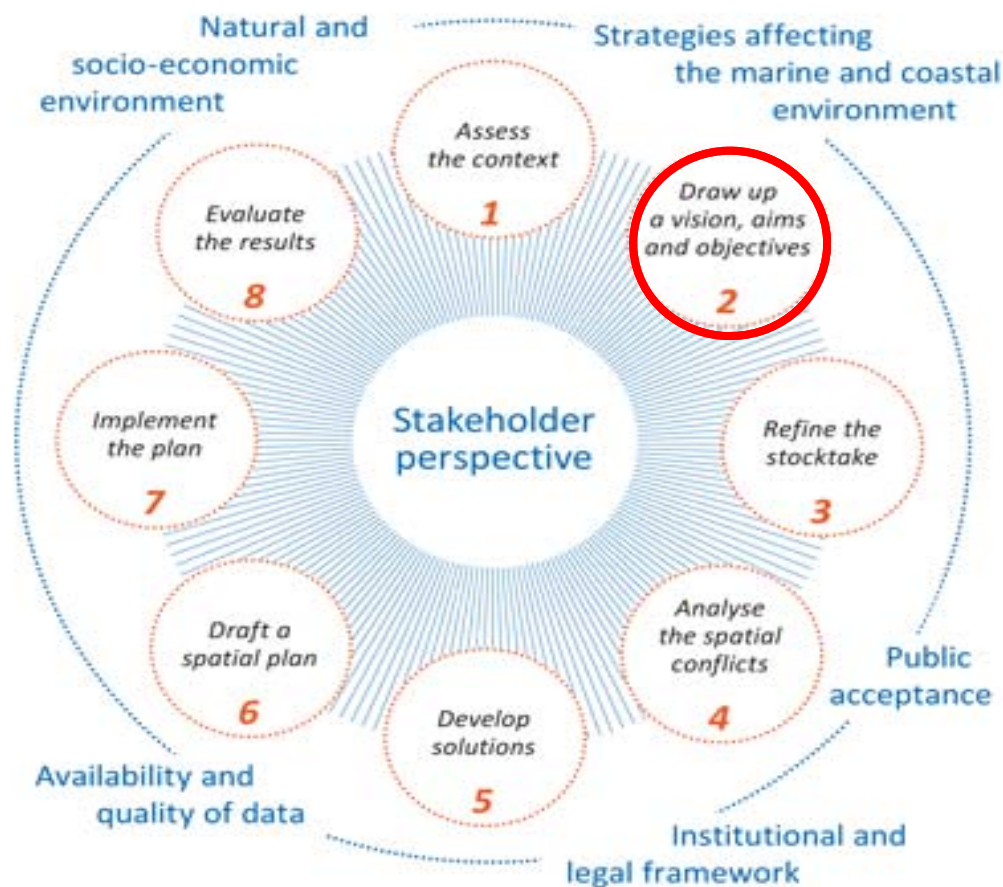 Natural and
socio-economic
environment
Strategies affecting
the marine and coastal
environment
Assess
the context
1
Draw up
a vision, aims
and objectives
2
Refine the
stocktake
3
Analyse
the spatial
conflicts
4
Develop
solutions
5
Draft a
spatial plan
6
Implement
the plan
7
Evaluate
the results
8
Stakeholder
perspective
Public
acceptance
Institutional and
legal framework
Availability and
quality of data